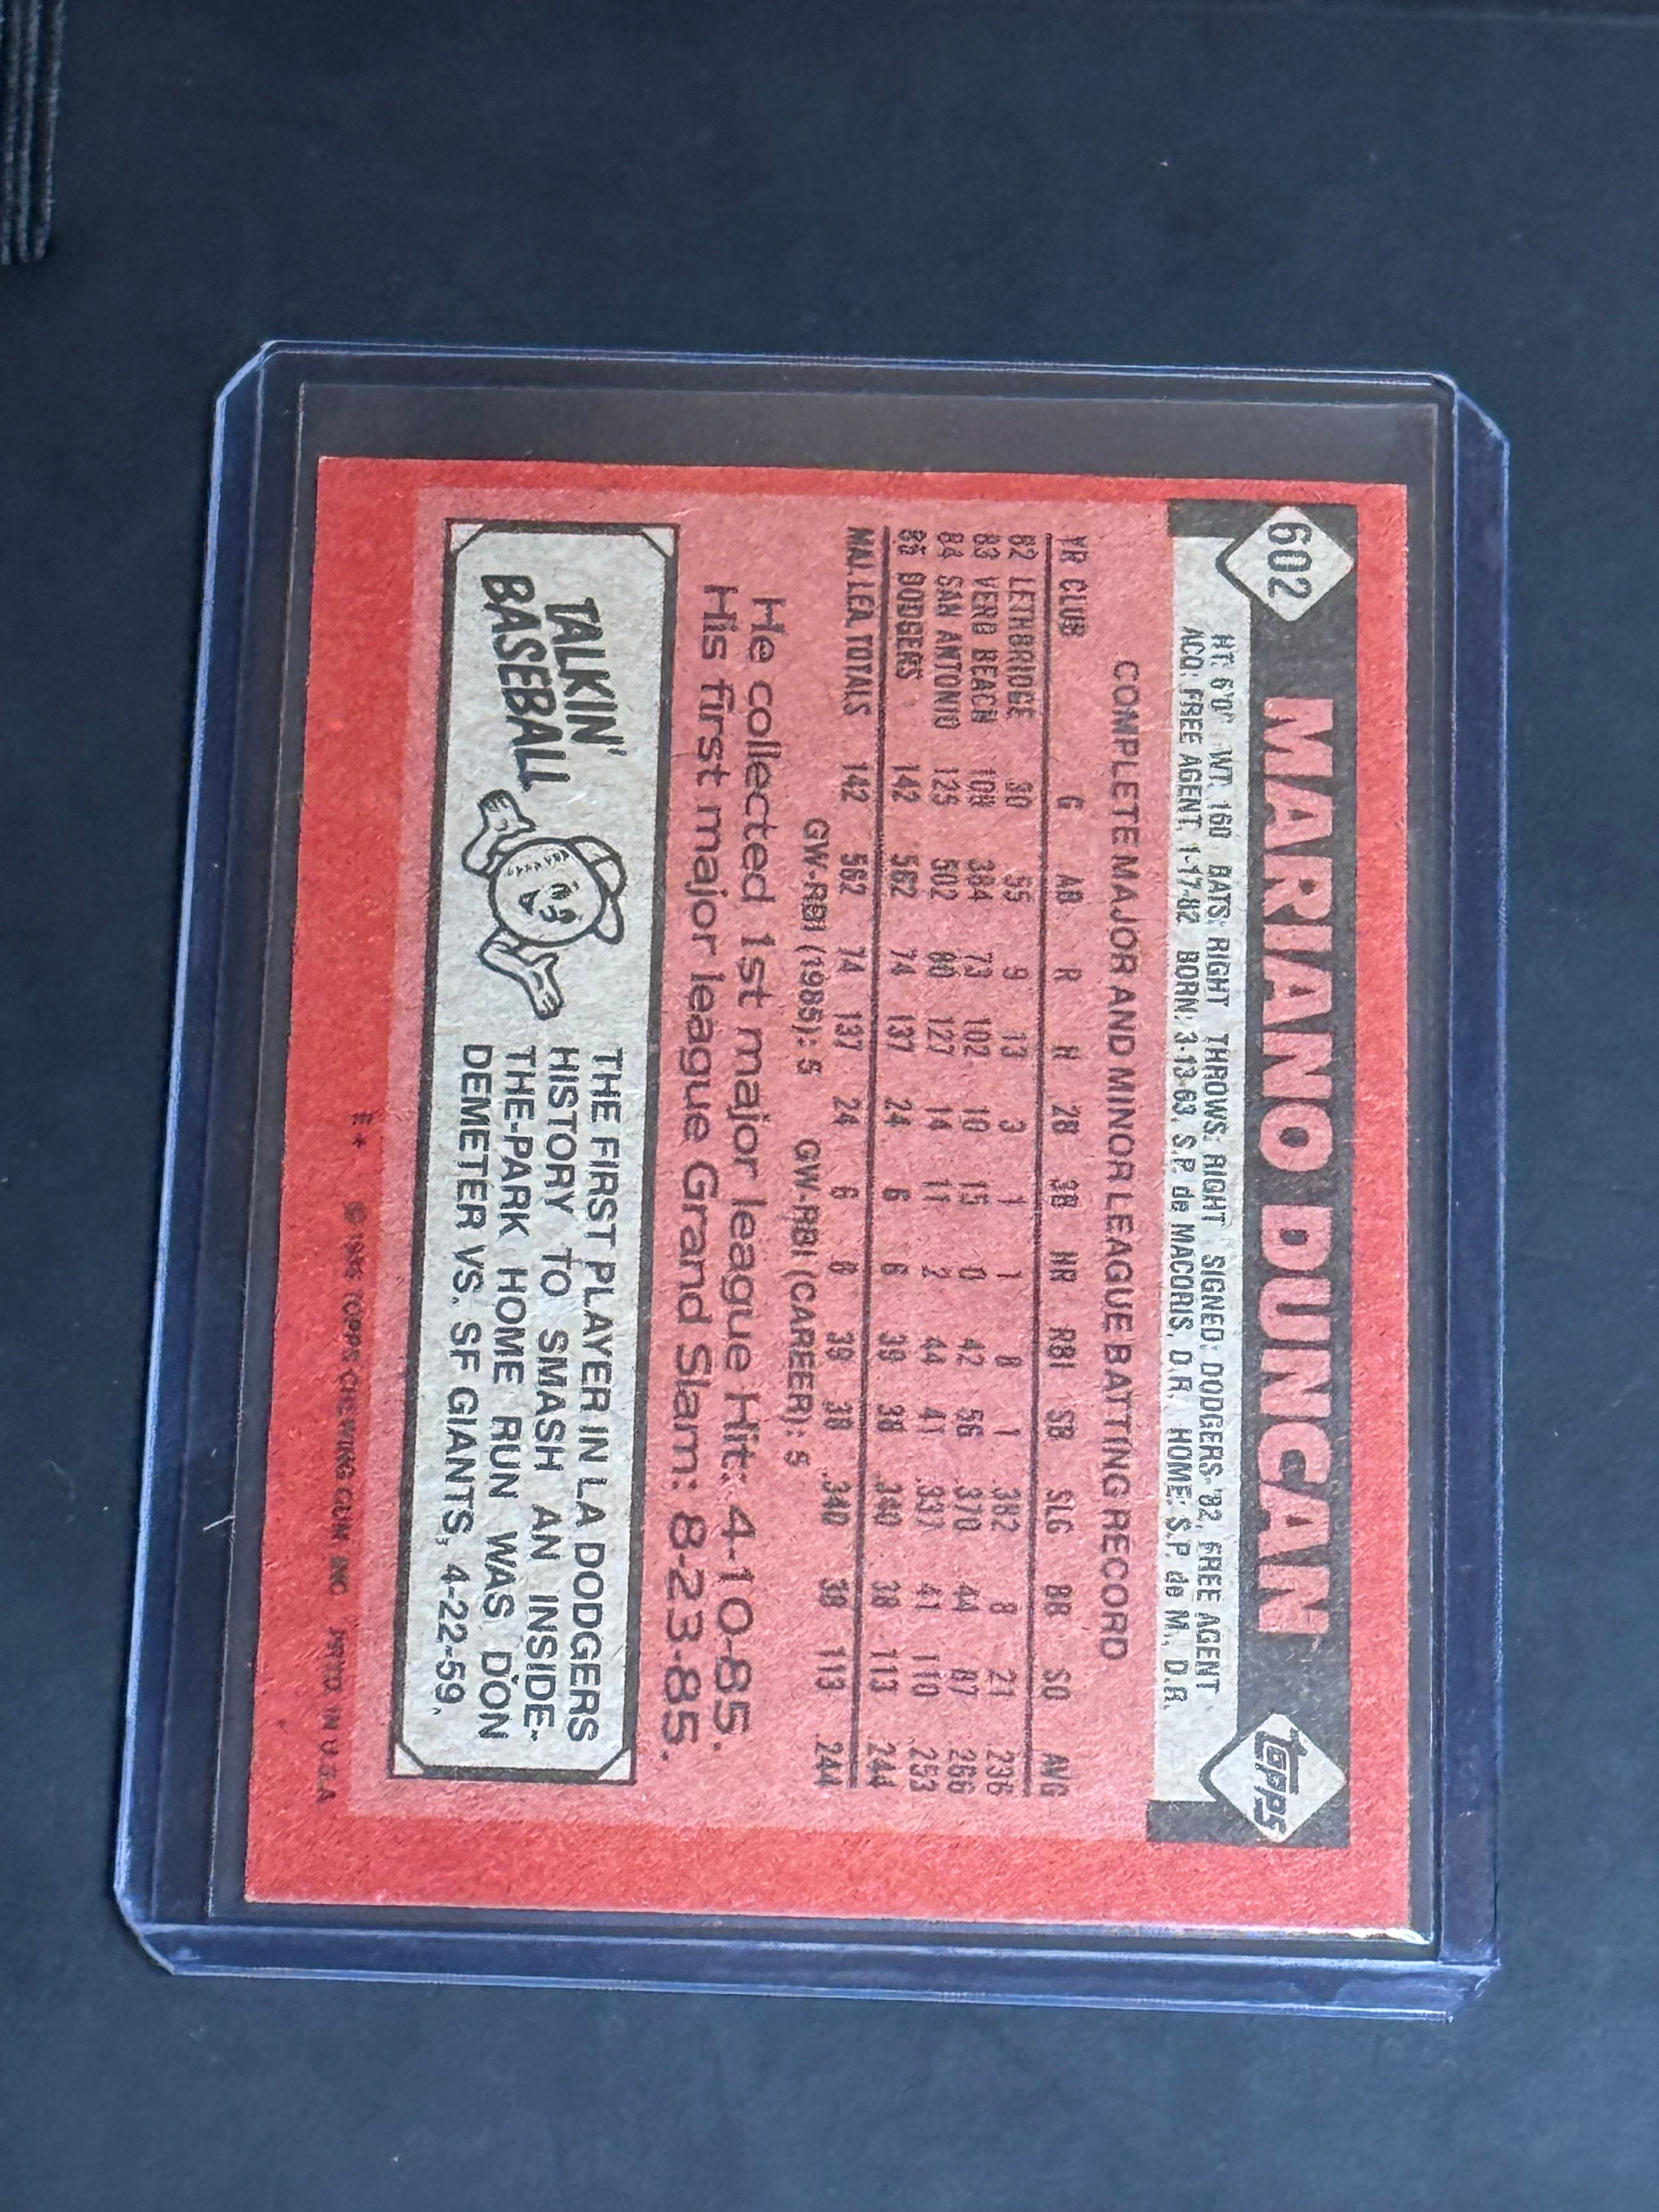 602
MARIANO DUNCAN
topps
HT: 6'0" WT: 160 BATS: RIGHT THROWS: RIGHT SIGNED: DODGERS '82, FREE AGENT
ACQ: FREE AGENT, 1-17-82 BORN: 3-13-63, S.P. de MACORIS, D.R. HOME: S.P. de M., D.R.
COMPLETE MAJOR AND MINOR LEAGUE BATTING RECORD
YR CLUB G AB R H 2B 3B HR RBI SB SLG BB SO AVG
82 LETHBRIDGE 30 55 9 13 3 1 1 8 1 .382 8 21 .236
83 VERO BEACH 109 384 73 102 10 15 0 42 56 .370 44 87 .266
84 SAN ANTONIO 125 502 80 127 14 11 2 44 41 .337 41 110 .253
85 DODGERS 142 562 74 137 24 6 6 39 38 .340 38 113 .244
MAJ. LEA. TOTALS 142 562 74 137 24 6 6 39 38 .340 38 113 .244
GW-RBI (1985): 5 GW-RBI (CAREER): 5
He collected 1st major league Hit: 4-10-85.
His first major league Grand Slam: 8-23-85.
TALKIN'
BASEBALL
THE FIRST PLAYER IN LA DODGERS
HISTORY TO SMASH AN INSIDE-
THE-PARK HOME RUN WAS DON
DEMETER VS. SF GIANTS, 4-22-59.
E* © 1986 TOPPS CHEWING GUM, INC. PRTD. IN U.S.A.